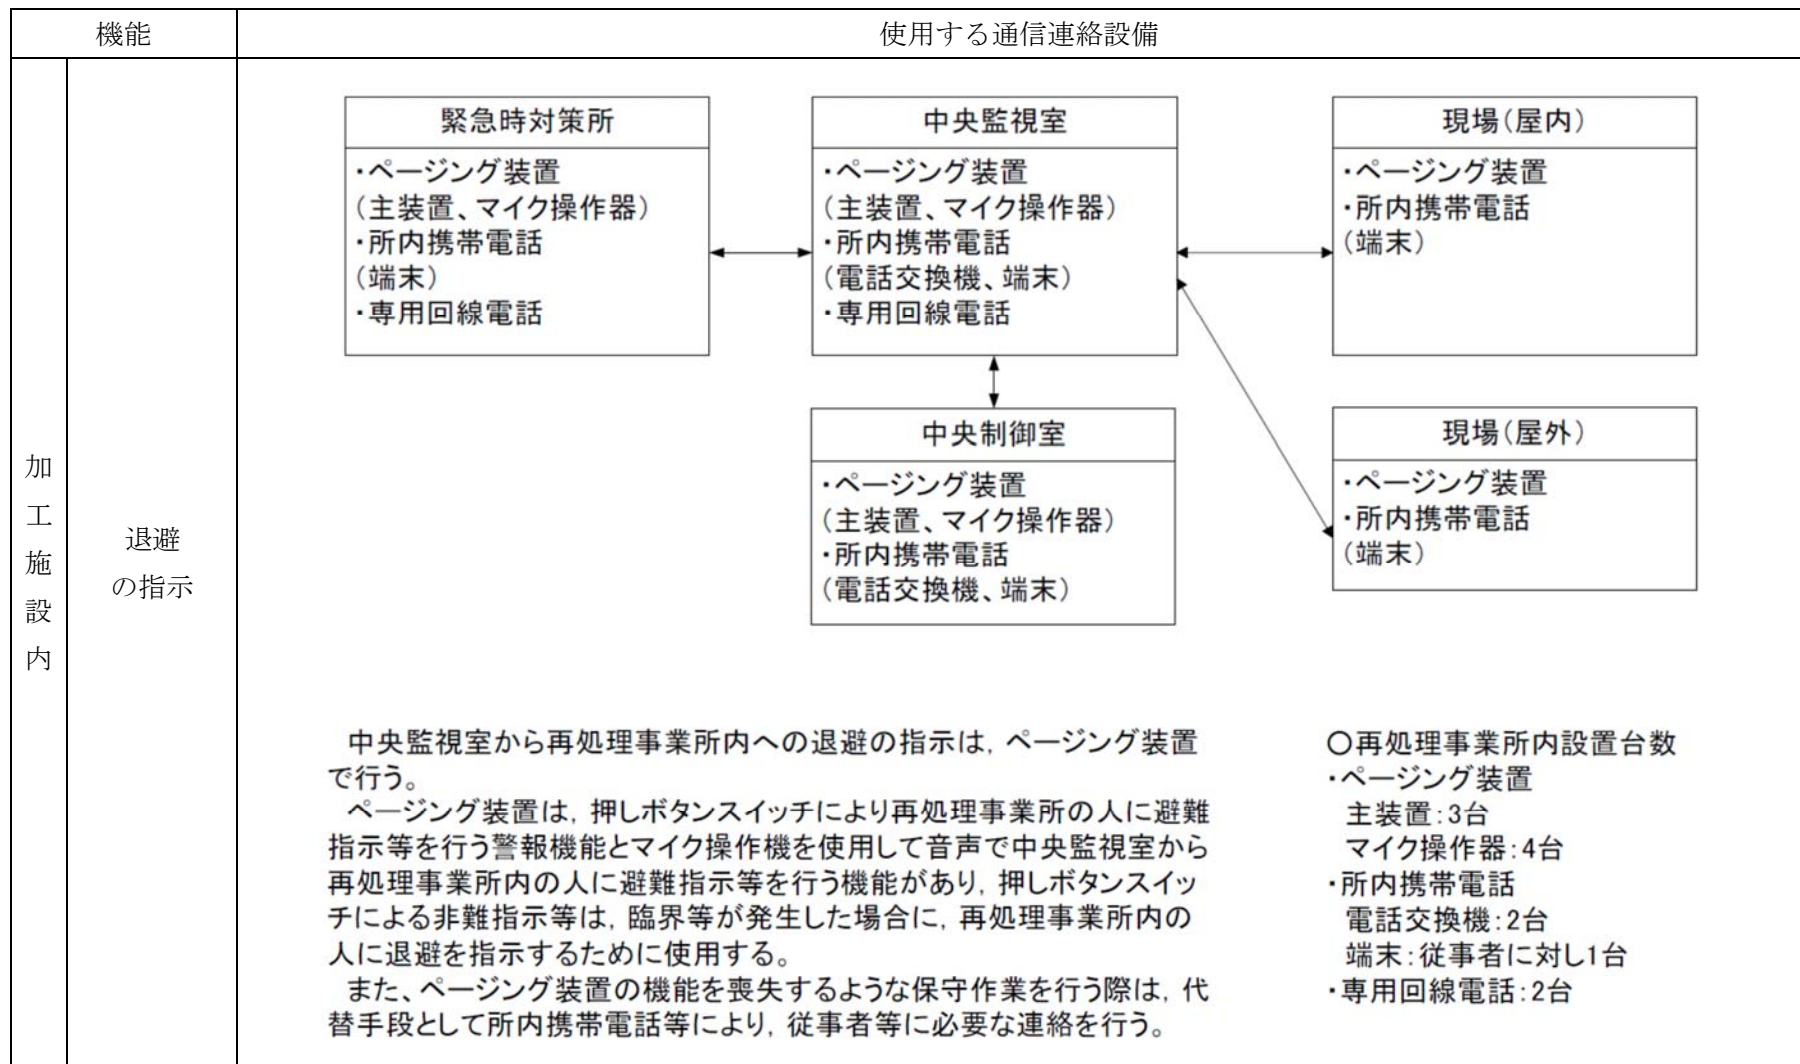 機能
使用する通信連絡設備
加
工
施
設
内
退避
の指示
緊急時対策所
・ページング装置
(主装置、マイク操作器)
・所内携帯電話
(端末)
・専用回線電話
中央監視室
・ページング装置
(主装置、マイク操作器)
・所内携帯電話
(電話交換機、端末)
・専用回線電話
現場(屋内)
・ページング装置
・所内携帯電話
(端末)
中央制御室
・ページング装置
(主装置、マイク操作器)
・所内携帯電話
(電話交換機、端末)
現場(屋外)
・ページング装置
・所内携帯電話
(端末)
中央監視室から再処理事業所内への退避の指示は, ページング装置
で行う。
ページング装置は, 押しボタンスイッチにより再処理事業所の人に避難
指示等を行う警報機能とマイク操作機を使用して音声で中央監視室から
再処理事業所内の人に避難指示等を行う機能があり, 押しボタンスイッ
チによる非難指示等は, 臨界等が発生した場合に, 再処理事業所内の
人に退避を指示するために使用する。
また、ページング装置の機能を喪失するような保守作業を行う際は, 代
替手段として所内携帯電話等により, 従事者等に必要な連絡を行う。
○再処理事業所内設置台数
・ページング装置
主装置:3台
マイク操作器:4台
・所内携帯電話
電話交換機:2台
端末:従事者に対し1台
・専用回線電話:2台